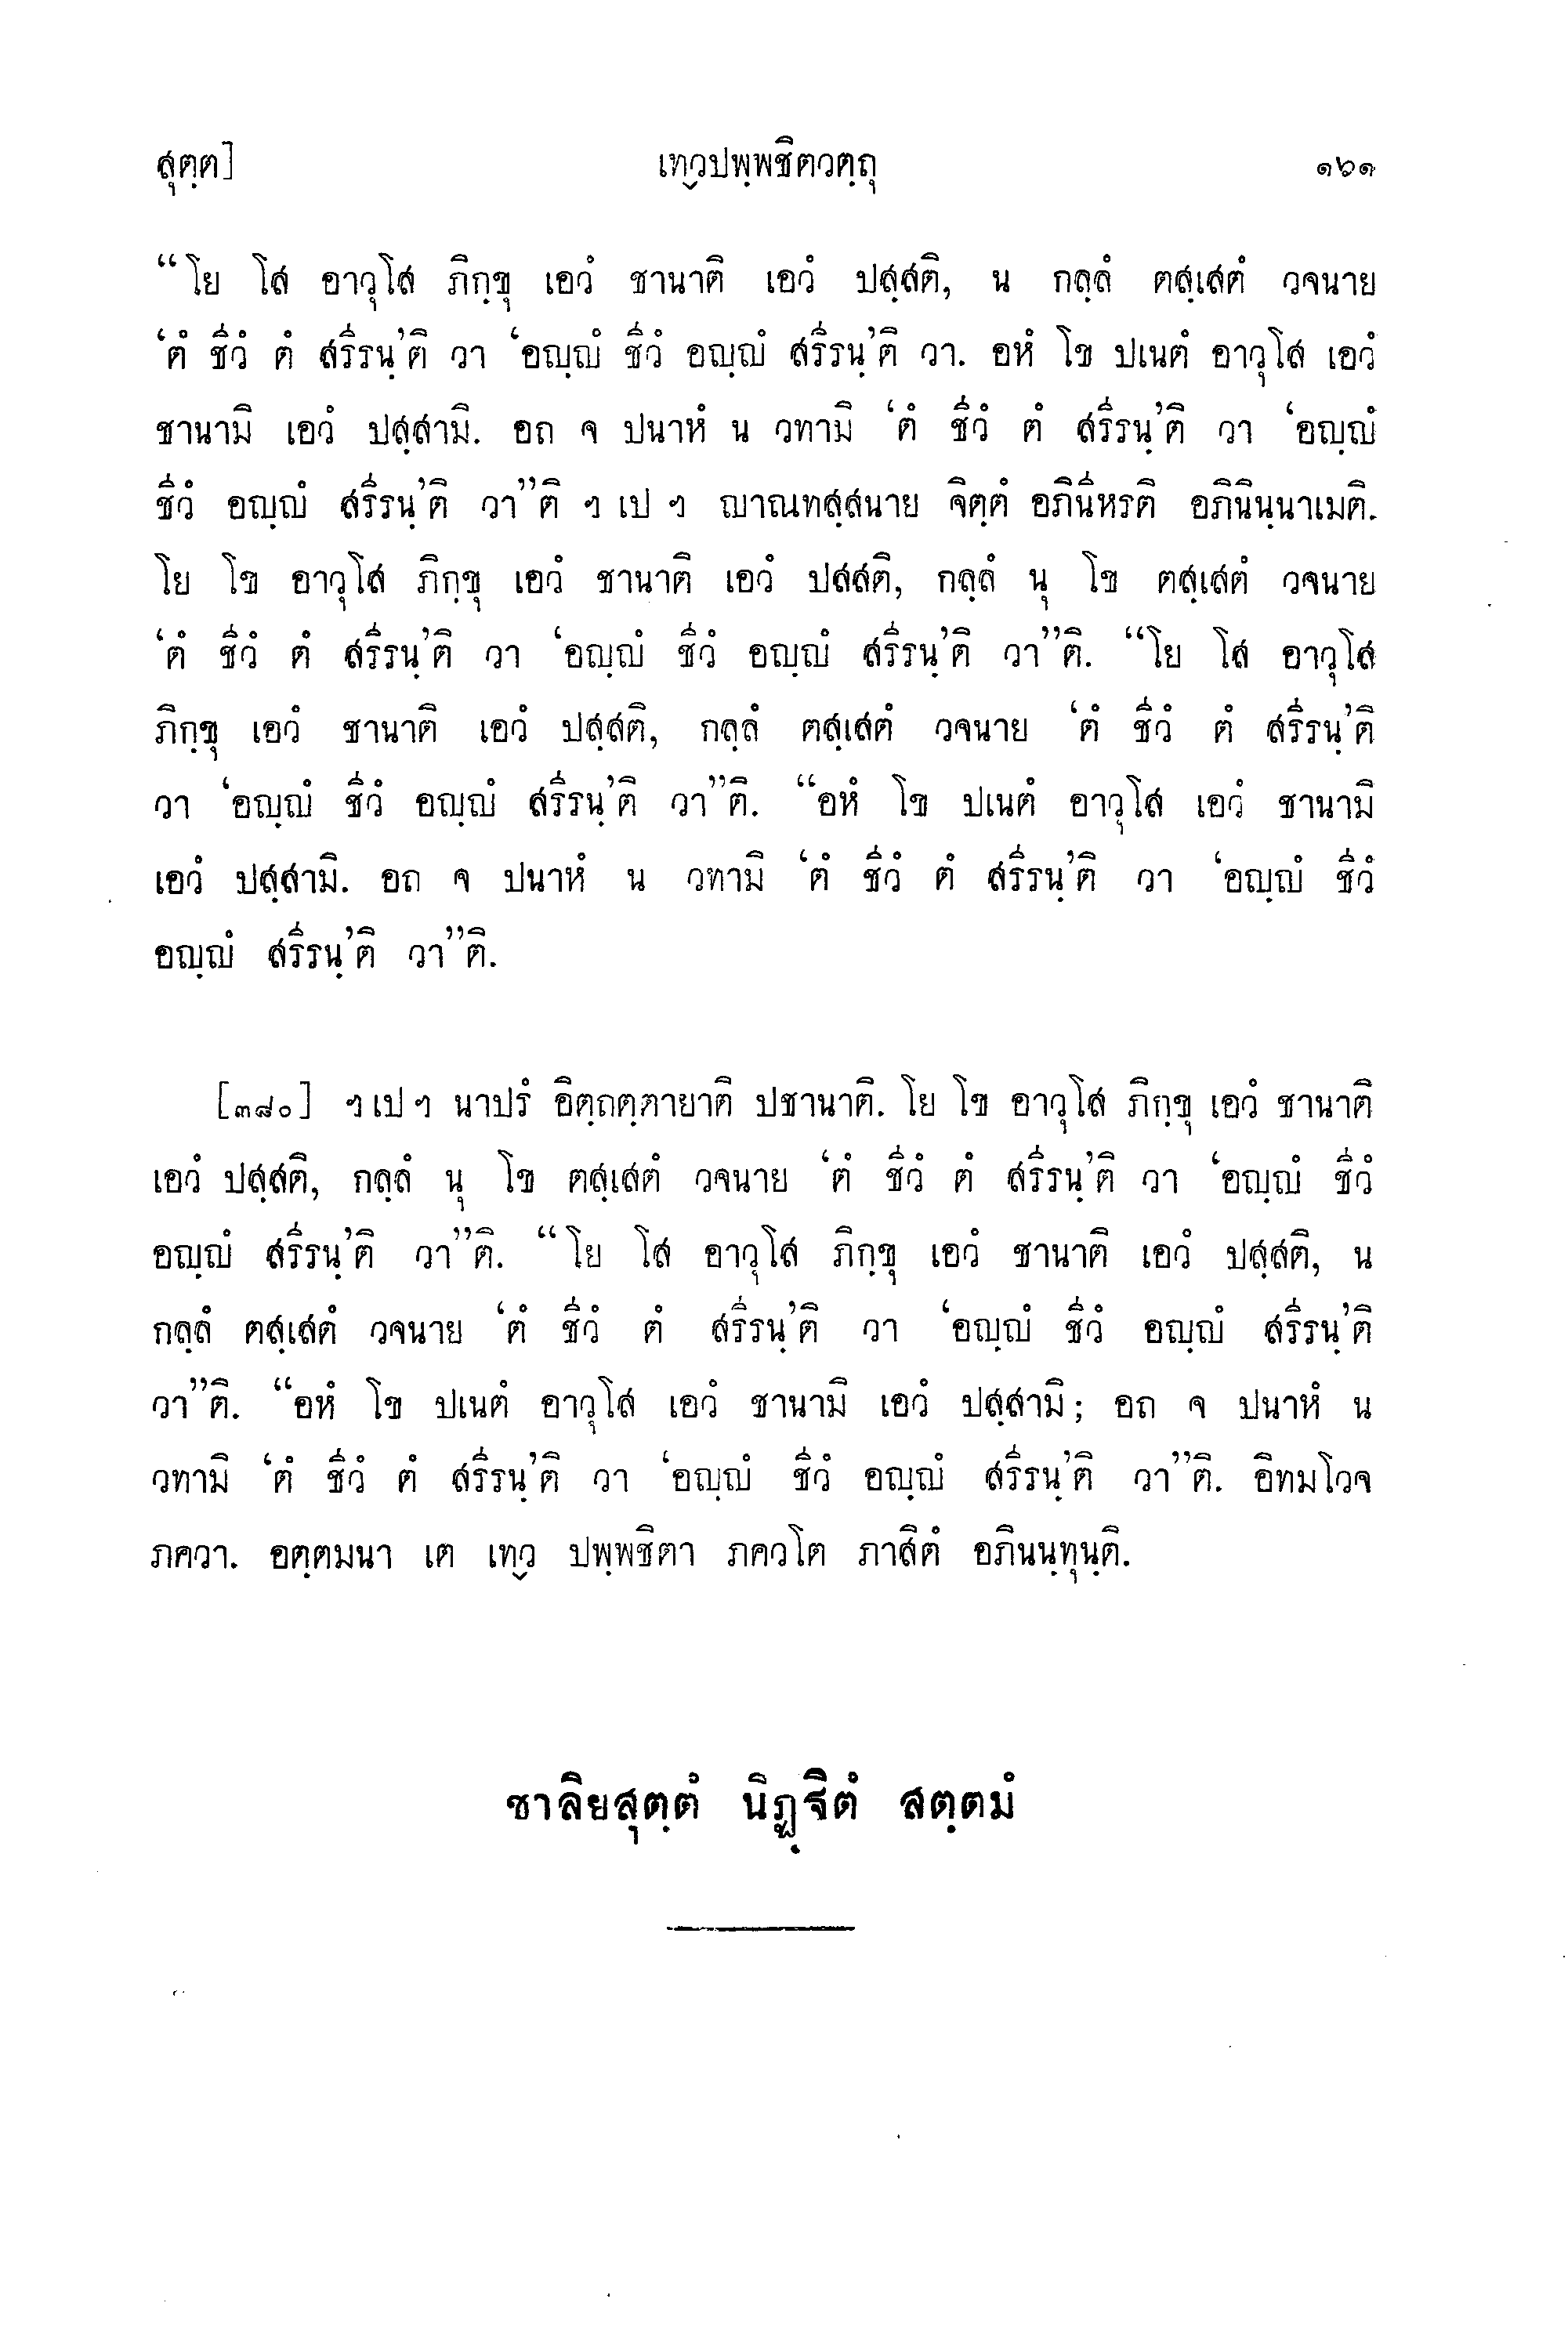 สุตฺต] เทฺวปพฺพชิตวตฺถุ ๑๖๑
“โย โส อาวุโส ภิกฺขุ เอวํ ชานาติ เอวํ ปสฺสติ, น กลฺลํ ตสฺเสตํ วจนาย
‘ตํ ชีวํ ตํ สรีรนฺ’ติ วา ‘อญฺญํ ชีวํ อญฺญํ สรีรนฺ’ติ วา. อหํ โข ปเนตํ อาวุโส เอวํ
ชานามิ เอวํ ปสฺสามิ. อถ จ ปนาหํ น วทามิ ‘ตํ ชีวํ ตํ สรีรนฺ’ติ วา ‘อญฺญํ
ชีวํ อญฺญํ สรีรนฺ’ติ วา”ติ ฯ เป ฯ ญาณทสฺสนาย จิตฺตํ อภินีหรติ อภินินฺนาเมติ.
โย โข อาวุโส ภิกฺขุ เอวํ ชานาติ เอวํ ปสสติ, กลฺลํ นุ โข ตสฺเสตํ วจนาย
‘ตํ ชีวํ ตํ สรีรนฺ’ติ วา ‘อญฺญํ ชีวํ อญฺญํ สรีรนฺ’ติ วา”ติ. “โย โส อาวุโส
ภิกฺขุ เอวํ ชานาติ เอวํ ปสฺสติ, กลฺลํ ตสฺเสตํ วจนาย ‘ตํ ชีวํ ตํ สรีรนฺ’ติ
วา ‘อญฺญํ ชีวํ อญฺญํ สรีรนฺ’ติ วา”ติ. “อหํ โข ปเนตํ อาวุโส เอวํ ชานามิ
เอวํ ปสฺสามิ. อถ จ ปนาหํ น วทามิ ‘ตํ ชีวํ ตํ สรีรนฺ’ติ วา ‘อญฺญํ ชีวํ
อญฺญํ สรีรนฺ’ติ วา”ติ.
[๓๘๐] ฯ เป ฯ นาปรํ อิตฺถตฺตายาติ ปชานาติ. โย โข อาวุโส ภิกฺขุ เอวํ ชานาติ
เอวํ ปสฺสติ, กลฺลํ นุ โข ตสฺเสตํ วจนาย ‘ตํ ชีวํ ตํ สรีรนฺ’ติ วา ‘อญฺญํ ชีวํ
อญฺญํ สรีรนฺ’ติ วา”ติ. “โย โส อาวุโส ภิกฺขุ เอวํ ชานาติ เอวํ ปสฺสติ, น
กลฺลํ ตสฺเสตํ วจนาย ‘ตํ ชีวํ ตํ สรีรนฺ’ติ วา ‘อญฺญํ ชีวํ อญฺญํ สรีรนฺ’ติ
วา”ติ. “อหํ โข ปเนตํ อาวุโส เอวํ ชานามิ เอวํ ปสฺสามิ; อถ จ ปนาหํ น
วทามิ ‘ตํ ชีวํ ตํ สรีรนฺ’ติ วา ‘อญฺญํ ชีวํ อญฺญํ สรีรนฺ’ติ วา”ติ. อิทมโวจ
ภควา. อตฺตมนา เต เทฺว ปพฺพชิตา ภควโต ภาสิตํ อภินนฺทุนฺติ.
ชาลิยสุตฺตํ นิฏฺฐิตํ สตฺตมํ